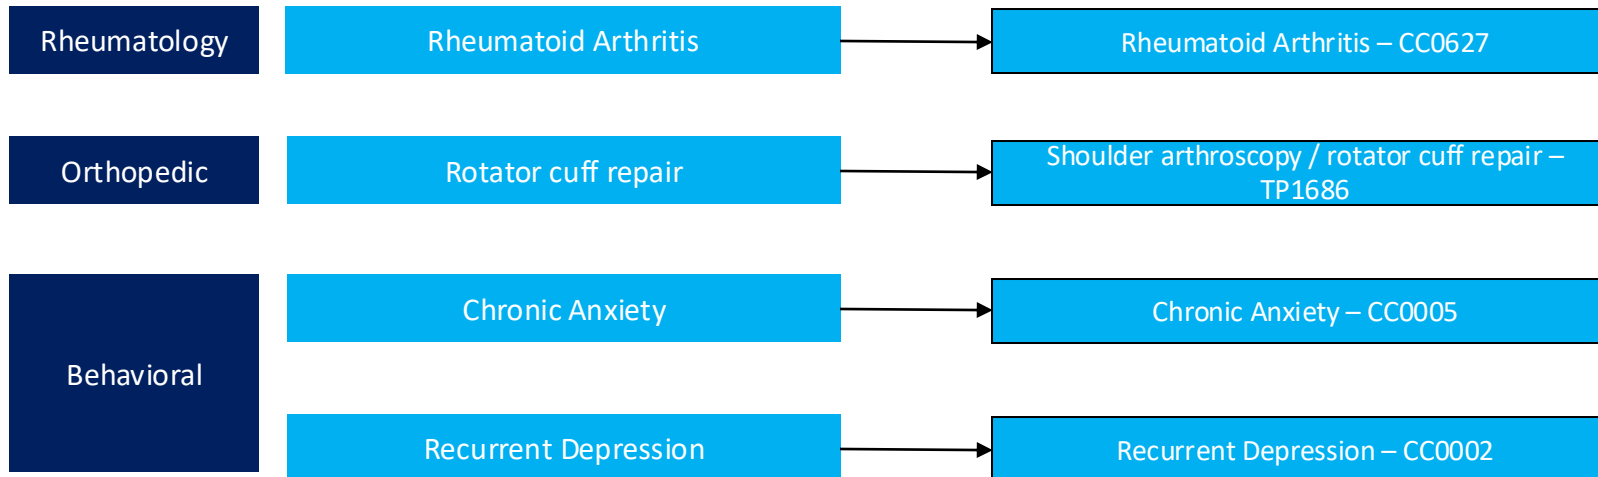 Rheumatology
Rheumatoid Arthritis
Rheumatoid Arthritis – CC0627
Orthopedic
Rotator cuff repair
Shoulder arthroscopy / rotator cuff repair –
TP1686
Behavioral
Chronic Anxiety
Chronic Anxiety – CC0005
Recurrent Depression
Recurrent Depression – CC0002